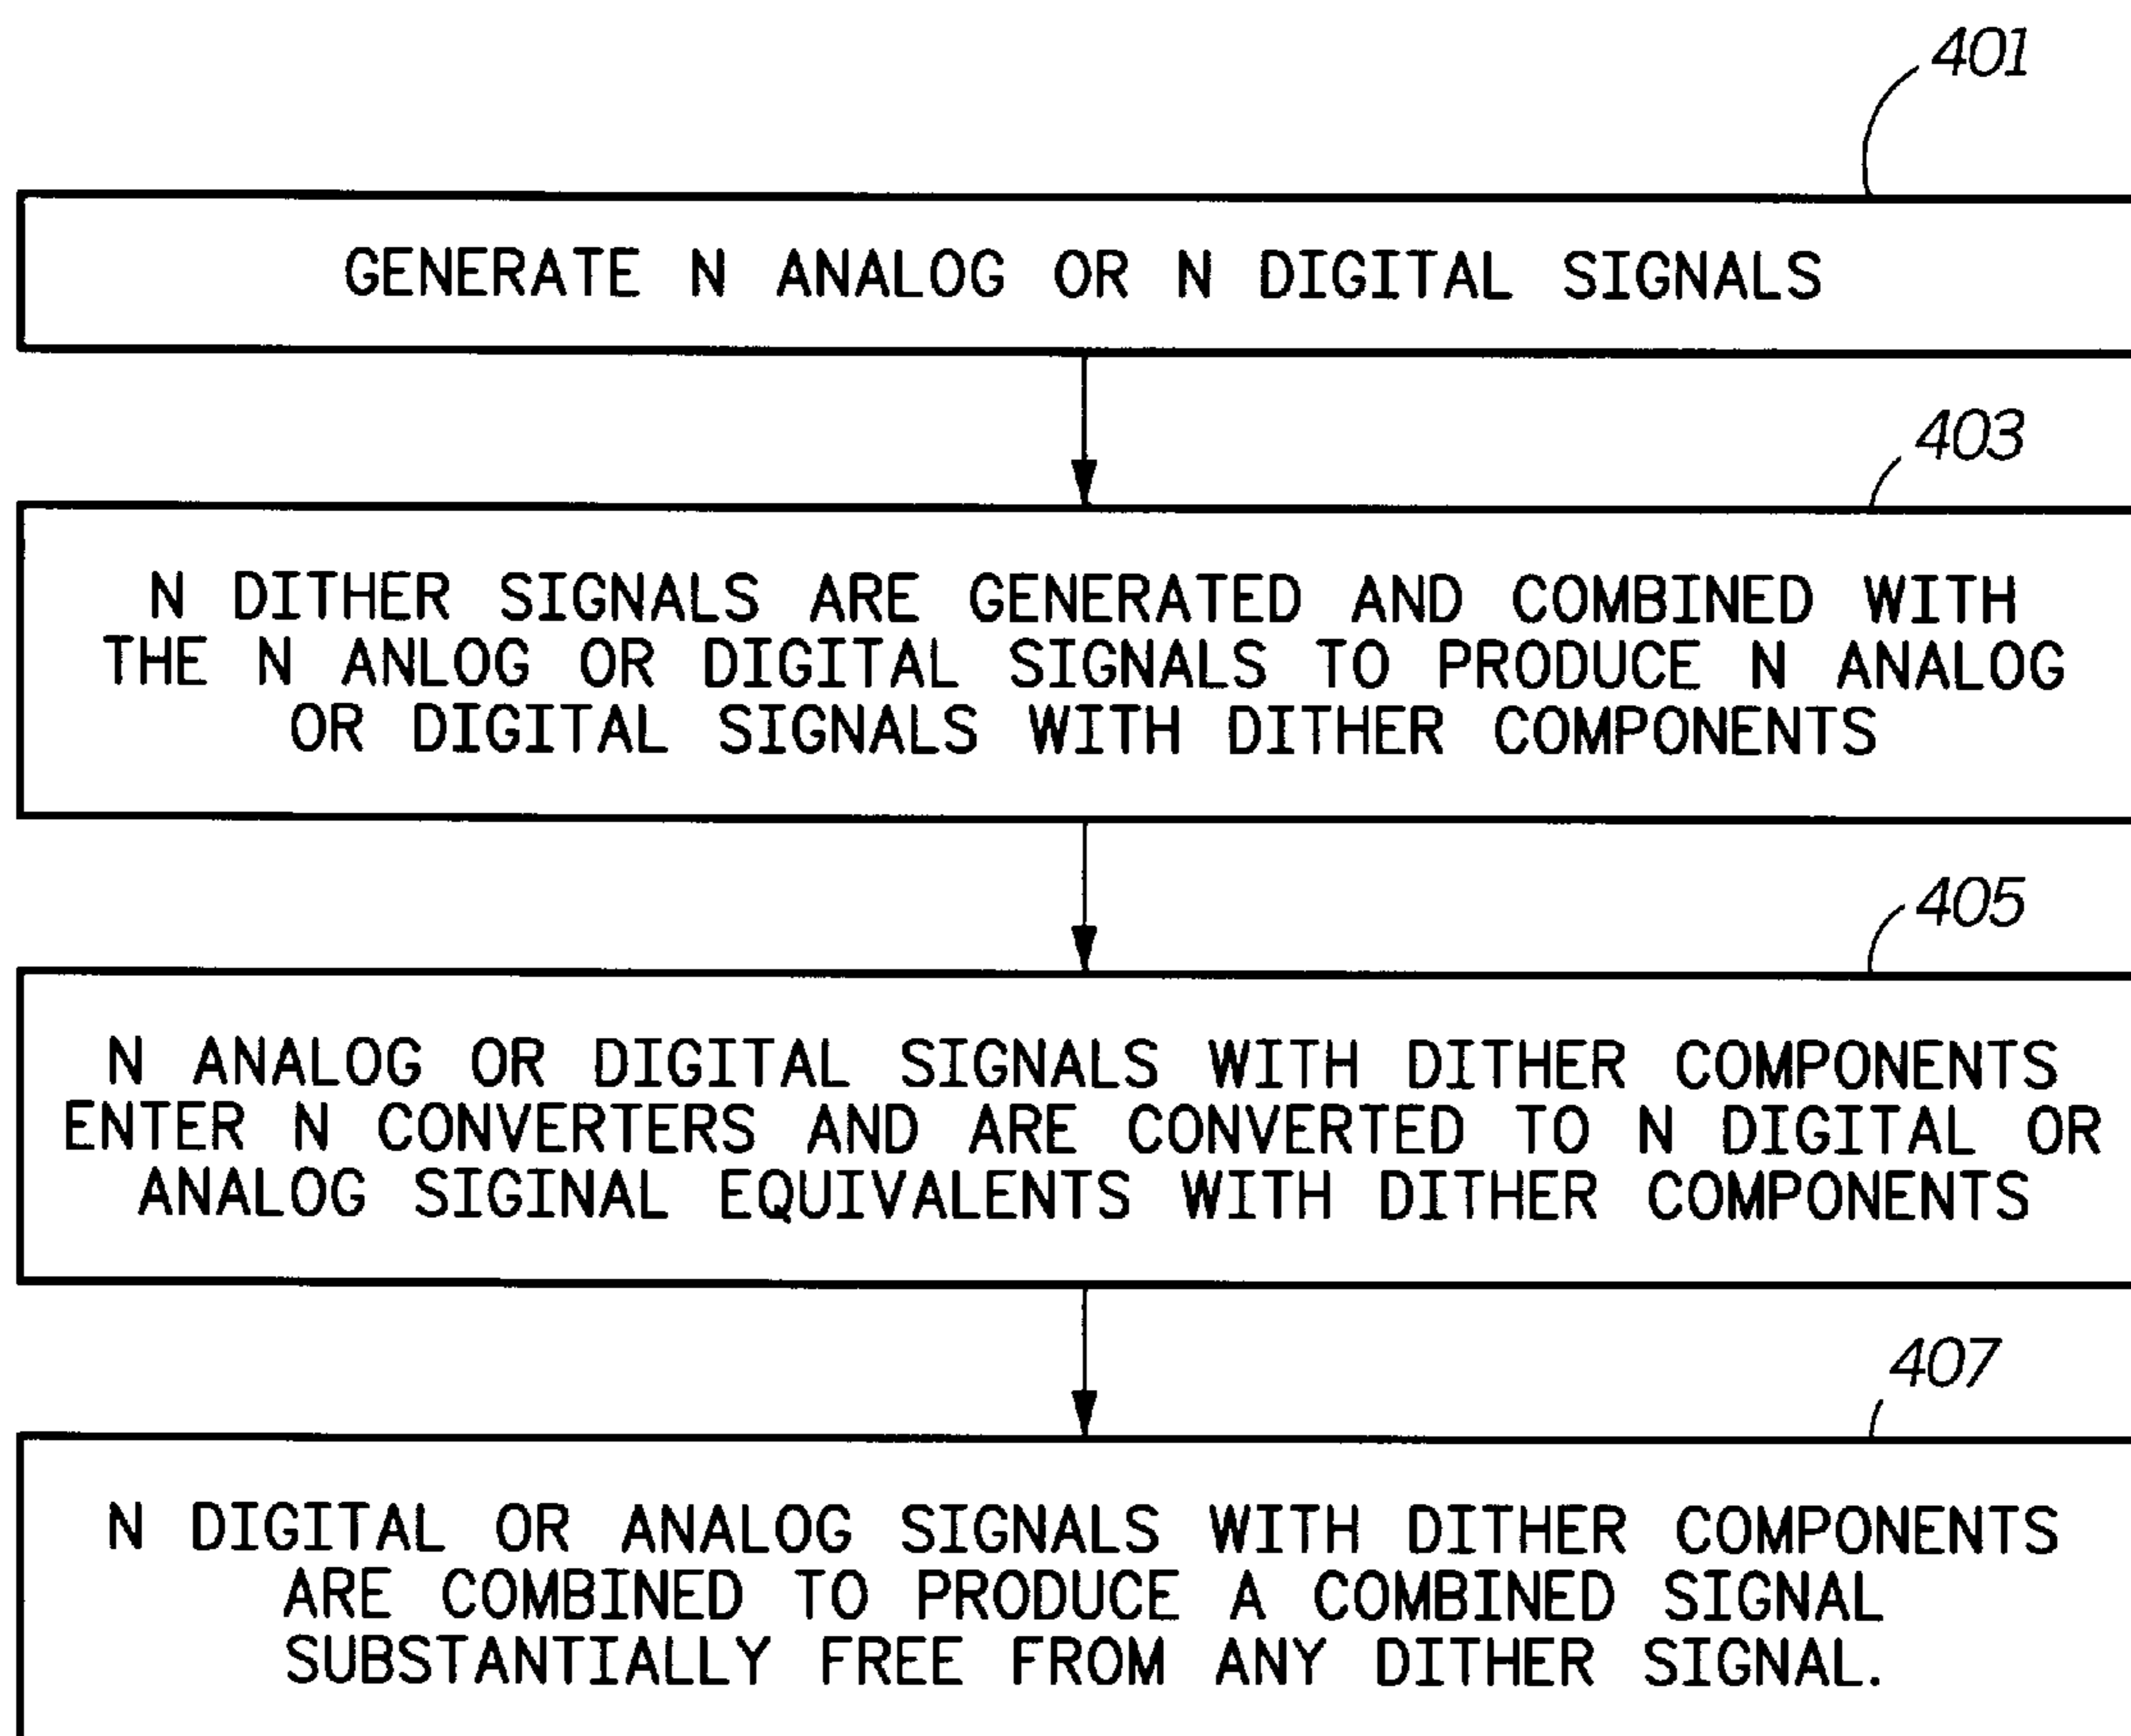 401
GENERATE N ANALOG OR N DIGITAL SIGNALS
403
N DITHER SIGNALS ARE GENERATED AND COMBINED WITH
THE N ANLOG OR DIGITAL SIGNALS TO PRODUCE N ANALOG
OR DIGITAL SIGNALS WITH DITHER COMPONENTS
405
N ANALOG OR DIGITAL SIGNALS WITH DITHER COMPONENTS
ENTER N CONVERTERS AND ARE CONVERTED TO N DIGITAL OR
ANALOG SIGINAL EQUIVALENTS WITH DITHER COMPONENTS
407
N DIGITAL OR ANALOG SIGNALS WITH DITHER COMPONENTS
ARE COMBINED TO PRODUCE A COMBINED SIGNAL
SUBSTANTIALLY FREE FROM ANY DITHER SIGNAL.